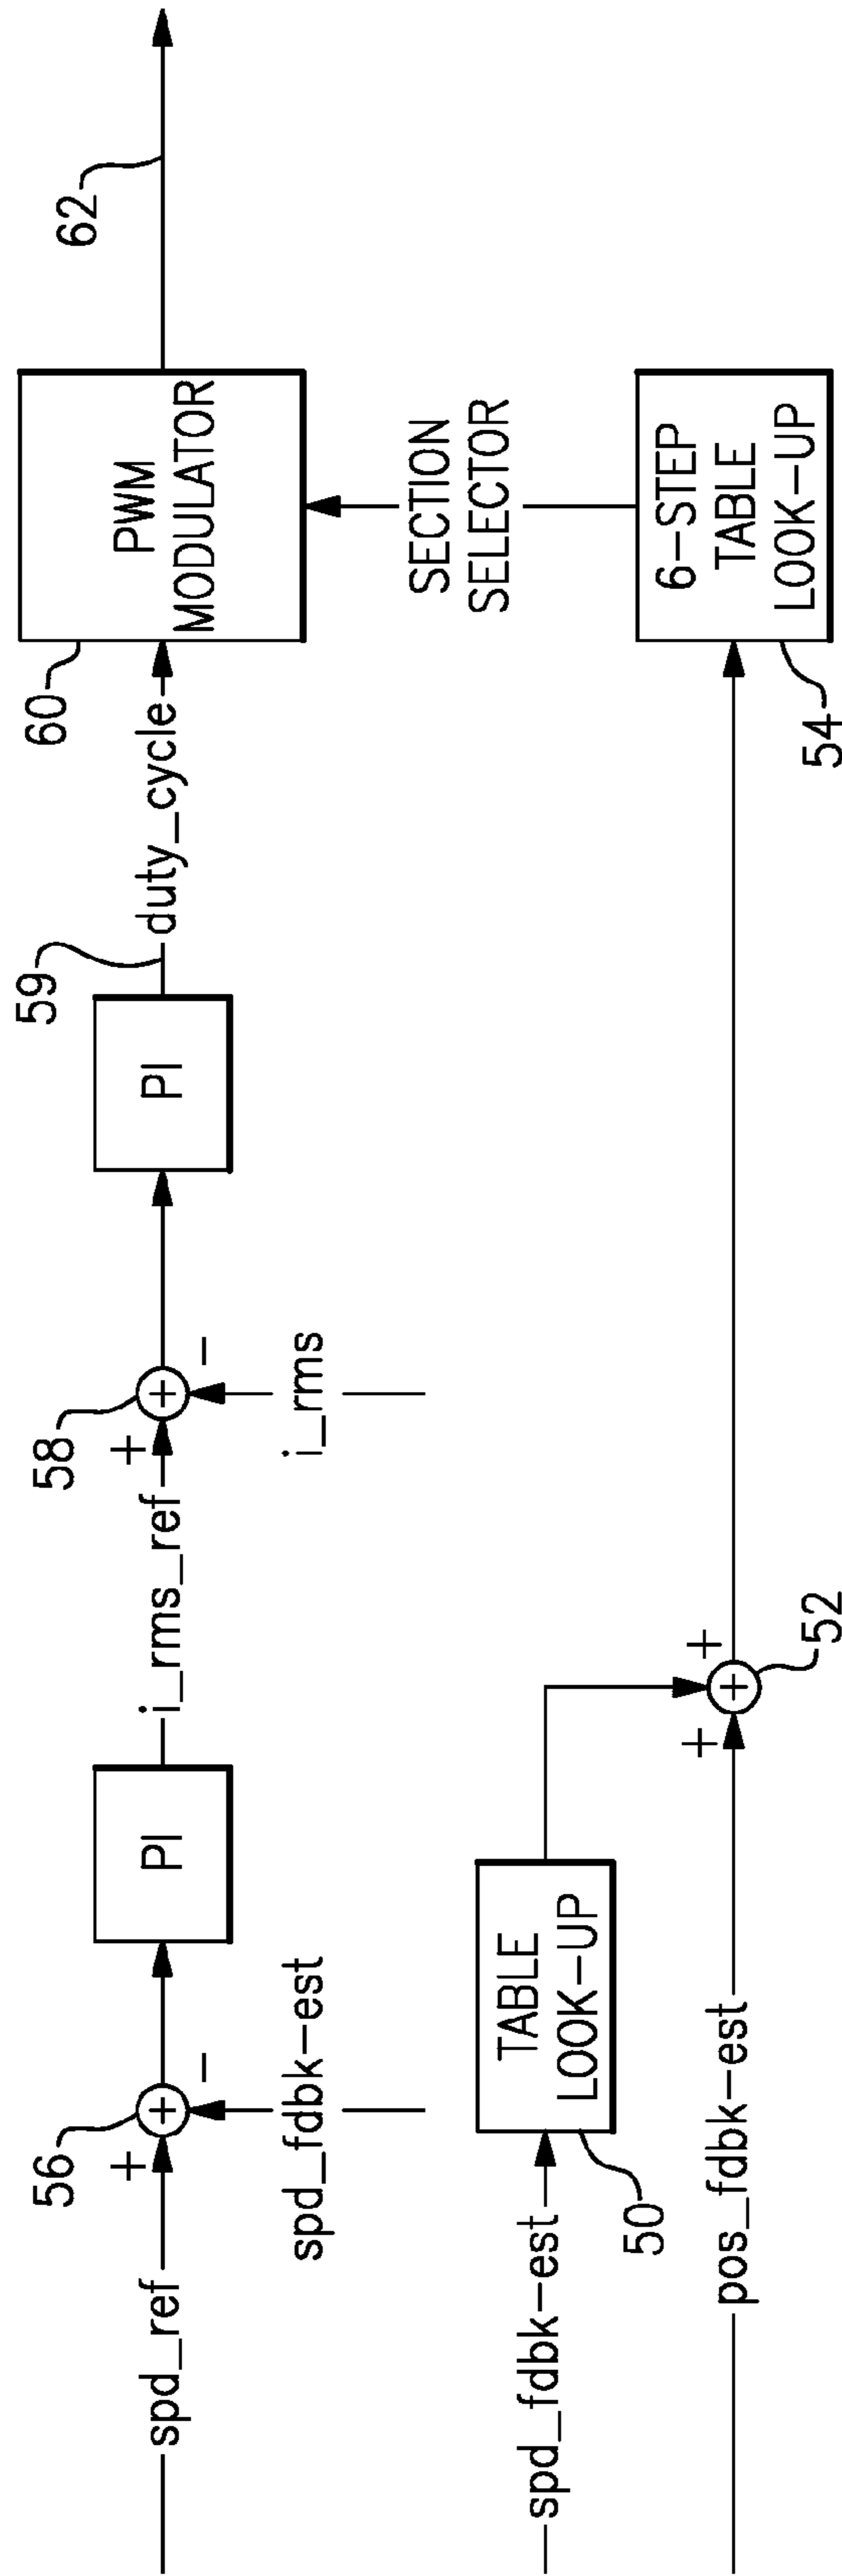 spd_ref
+
56
+
-
spd_fdbk-est
PI
i_rms_ref
+
58
+
-
i_rms
PI
59
duty_cycle
60
PWM
MODULATOR
62
SECTION
SELECTOR
spd_fdbk-est
50
TABLE
LOOK-UP
pos_fdbk-est
+
+
+
52
6-STEP
TABLE
LOOK-UP
54